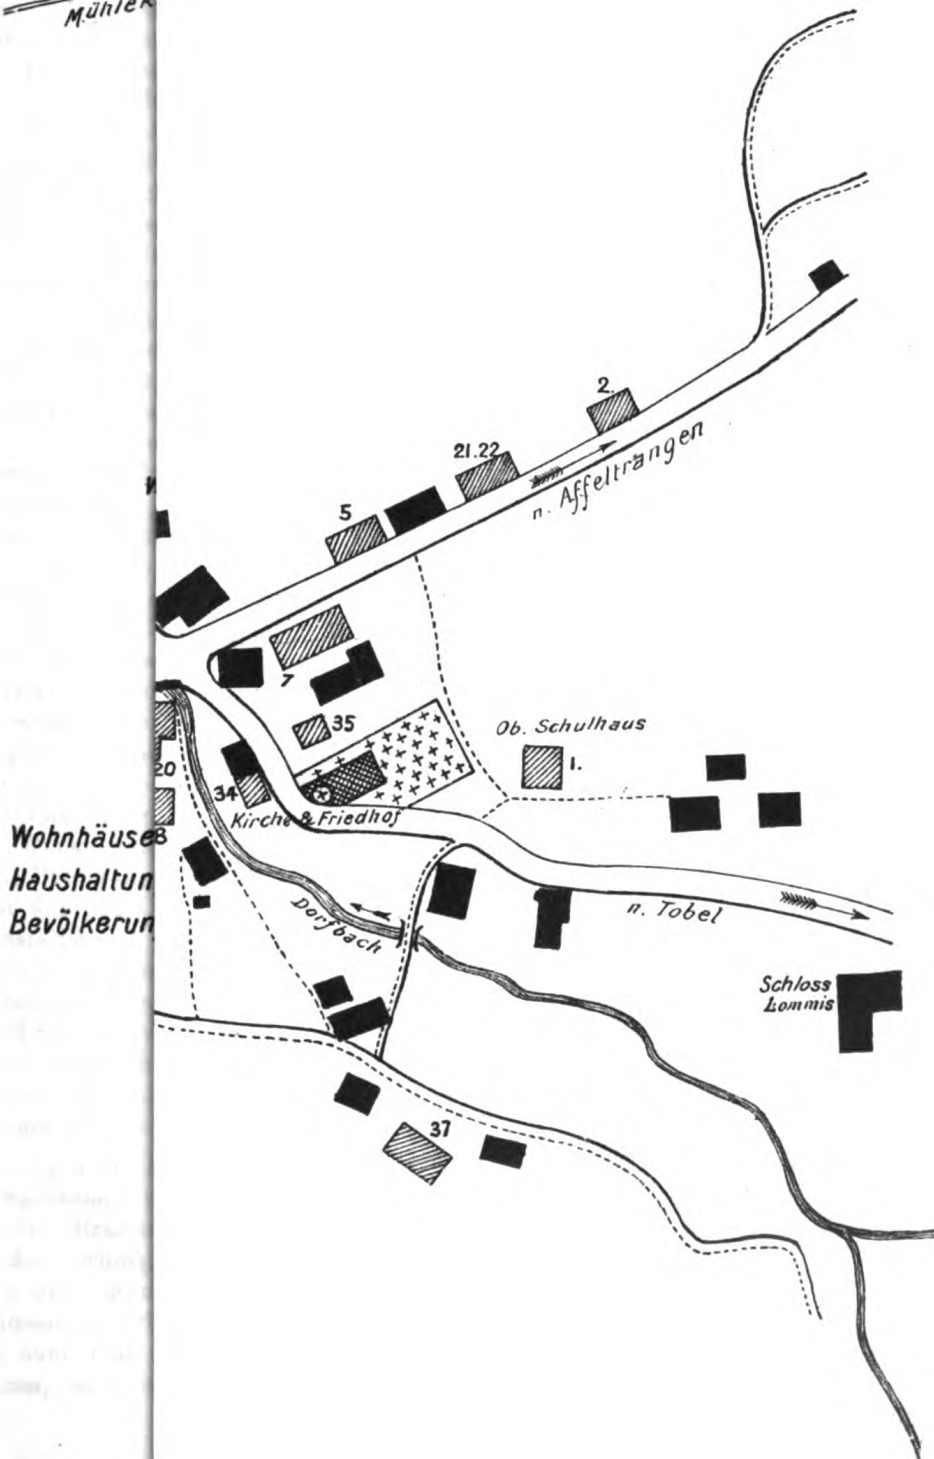 2.
21.22
n. Affeltrangen
5
7
35
Ob. Schulhaus
1.
20
34
Kirche & Friedhof
8
Wohnhäuse
Haushaltun
Bevölkerun
Dorfbach
n. Tobel
Schloss
Lommis
37